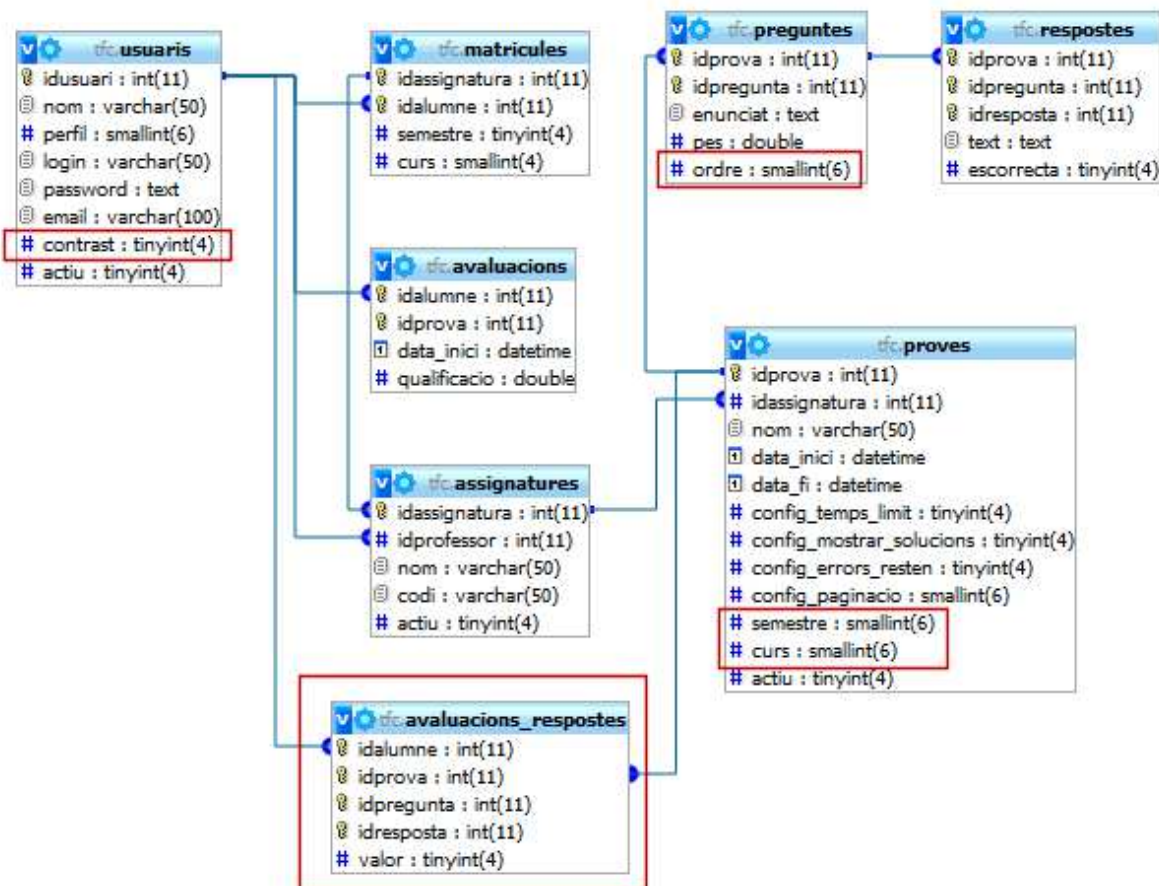 tfc.usuaris
idusuari : int(11)
nom : varchar(50)
perfil : smallint(6)
login : varchar(50)
password : text
email : varchar(100)
contrast : tinyint(4)
actiu : tinyint(4)
tfc.matricules
idassignatura : int(11)
idalumne : int(11)
semestre : tinyint(4)
curs : smallint(4)
tfc.preguntes
idprova : int(11)
idpregunta : int(11)
enunciat : text
pes : double
ordre : smallint(6)
tfc.respostes
idprova : int(11)
idpregunta : int(11)
idresposta : int(11)
text : text
escorrecta : tinyint(4)
tfc.avaluacions
idalumne : int(11)
idprova : int(11)
data_inici : datetime
qualificacio : double
tfc.assignatures
idassignatura : int(11)
idprofessor : int(11)
nom : varchar(50)
codi : varchar(50)
actiu : tinyint(4)
tfc.proves
idprova : int(11)
idassignatura : int(11)
nom : varchar(50)
data_inici : datetime
data_fi : datetime
config_temps_limit : tinyint(4)
config_mostrar_solucions : tinyint(4)
config_errors_resten : tinyint(4)
config_paginacio : smallint(6)
semestre : smallint(6)
curs : smallint(6)
actiu : tinyint(4)
tfc.avaluacions_respostes
idalumne : int(11)
idprova : int(11)
idpregunta : int(11)
idresposta : int(11)
valor : tinyint(4)